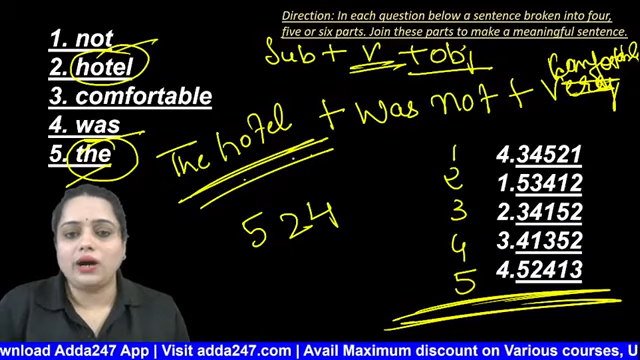 Direction: In each question below a sentence broken into four,
five or six parts. Join these parts to make a meaningful sentence.
1. not
2. hotel
3. comfortable
4. was
5. the
Sub + V + obj
The hotel + was not + Very
Comfortable
524
1 4.34521
2 1.53412
3 2.34152
4 3.41352
5 4.52413
wnload Adda247 App | Visit adda247.com | Avail Maximum discount on Various courses, U